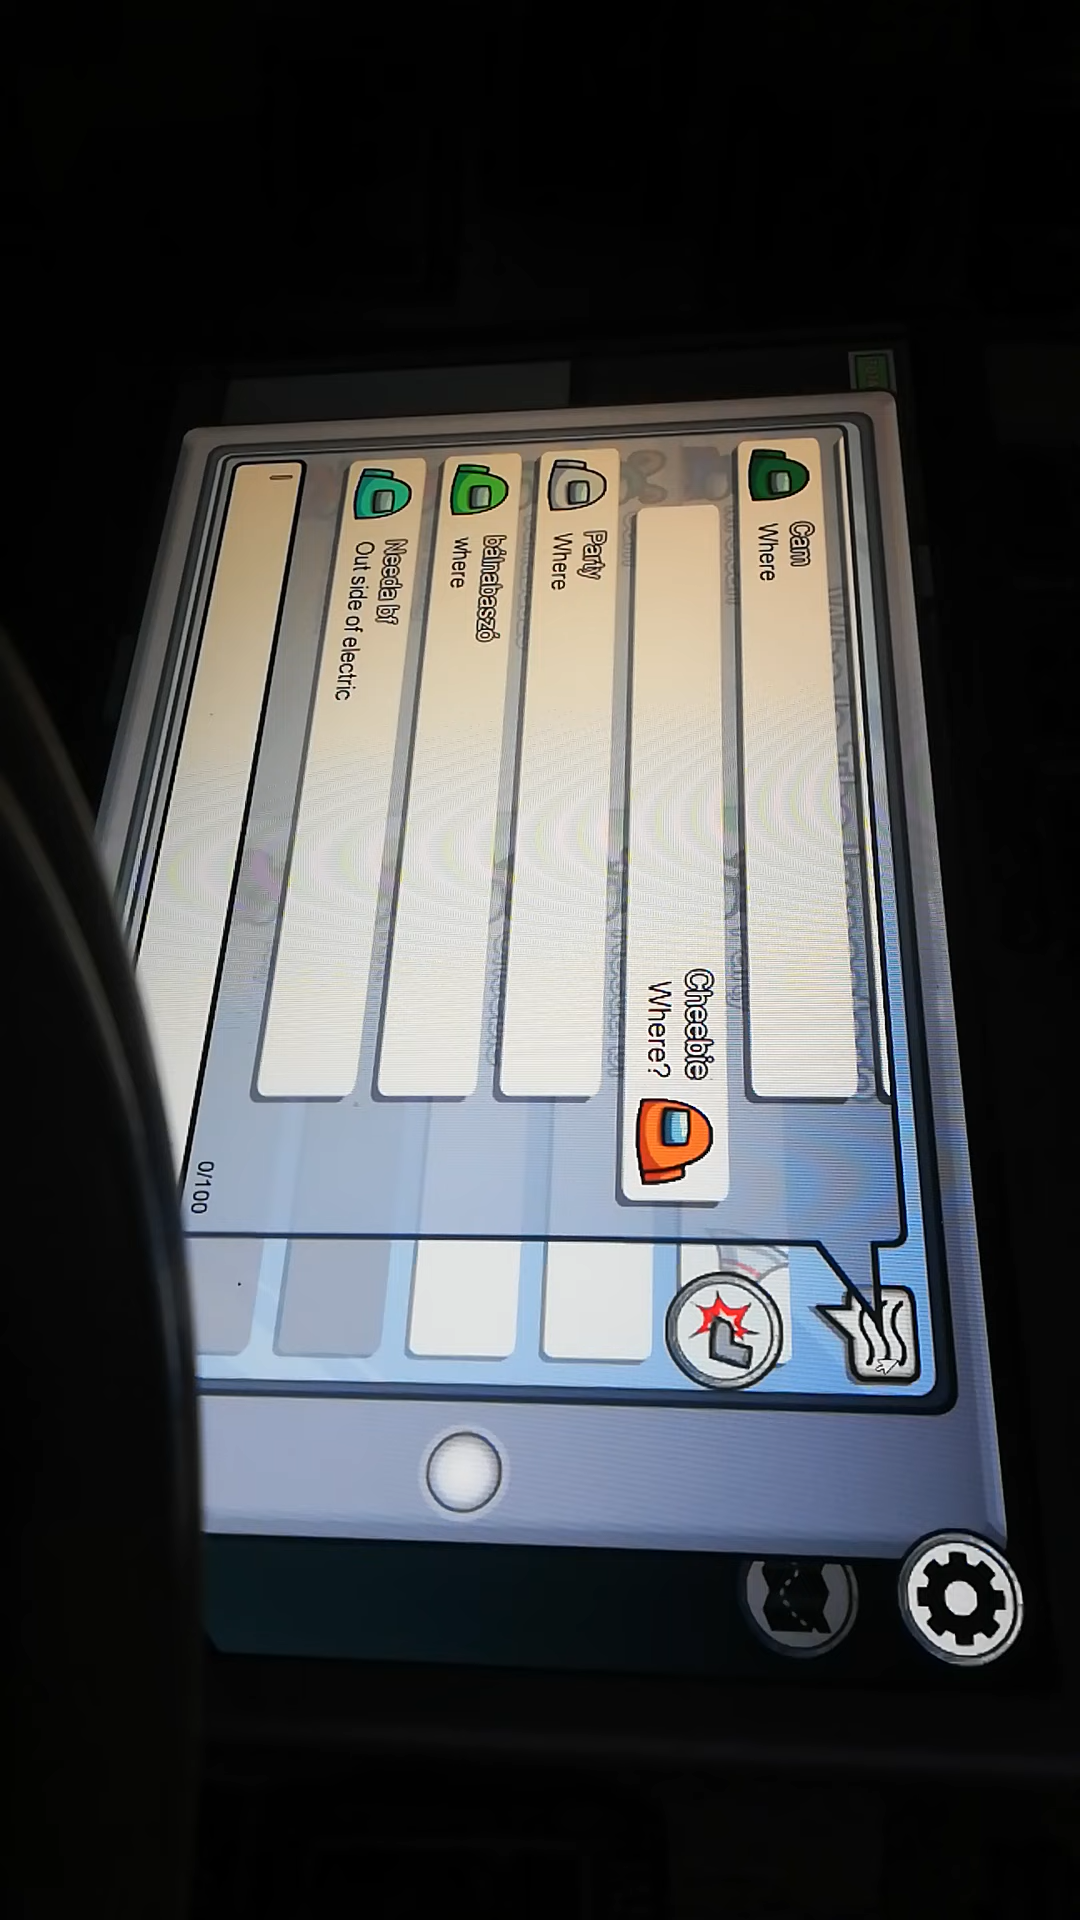 Cam
Where
Cheebie
Where?
Party
Where
bálnabaszó
where
Needa bf
Out side of electric
0/100